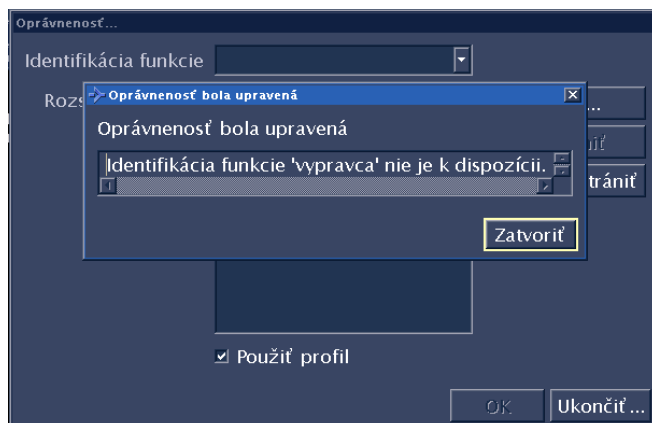 Oprávnenosť...
Identifikácia funkcie
Oprávnenosť bola upravená
Oprávnenosť bola upravená
Identifikácia funkcie 'vypravca' nie je k dispozícii.
Zatvoriť
Použiť profil
OK
Ukončiť ...